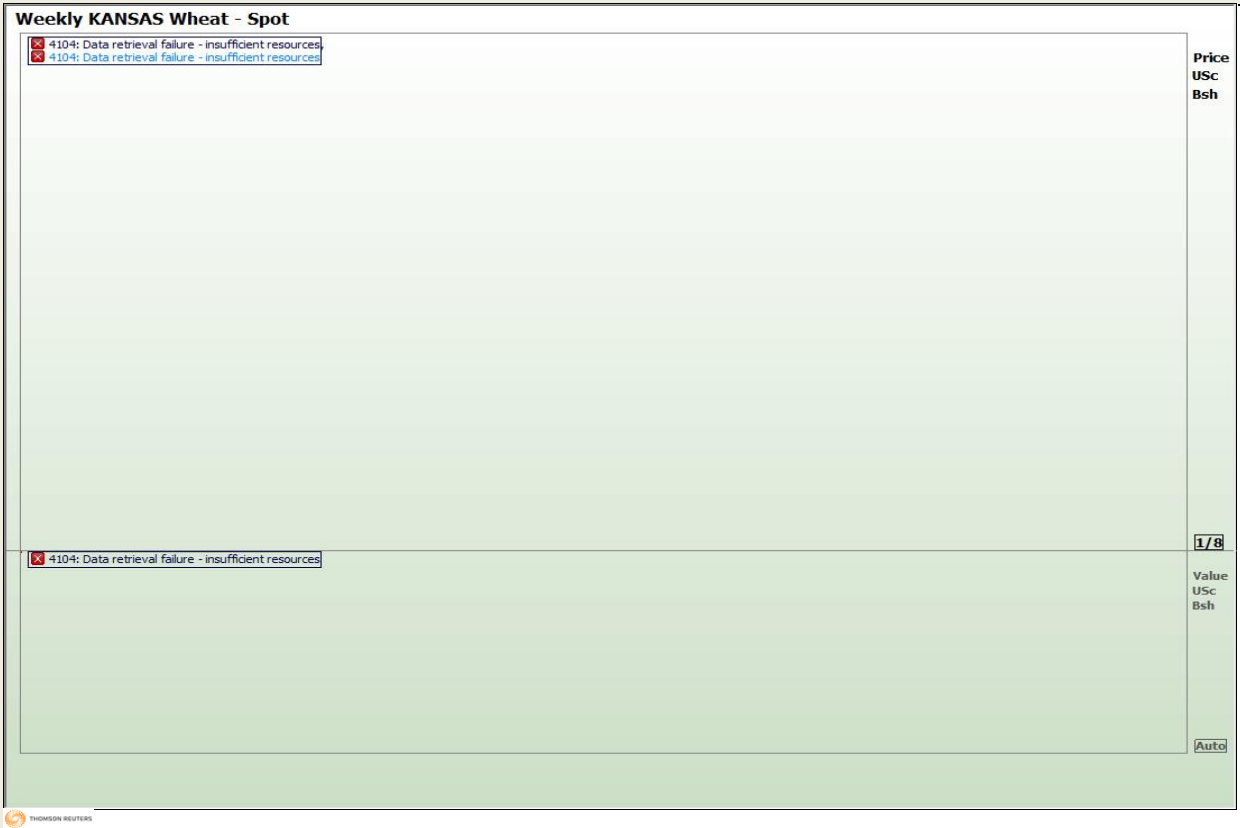 Weekly KANSAS Wheat - Spot
4104: Data retrieval failure - insufficient resources,
4104: Data retrieval failure - insufficient resources
Price
USc
Bsh
1/8
4104: Data retrieval failure - insufficient resources
Value
USc
Bsh
Auto
THOMSON REUTERS